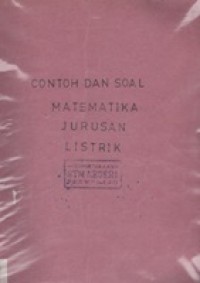 CONTOH DAN SOAL
MATEMATIKA
JURUSAN
LISTRIK